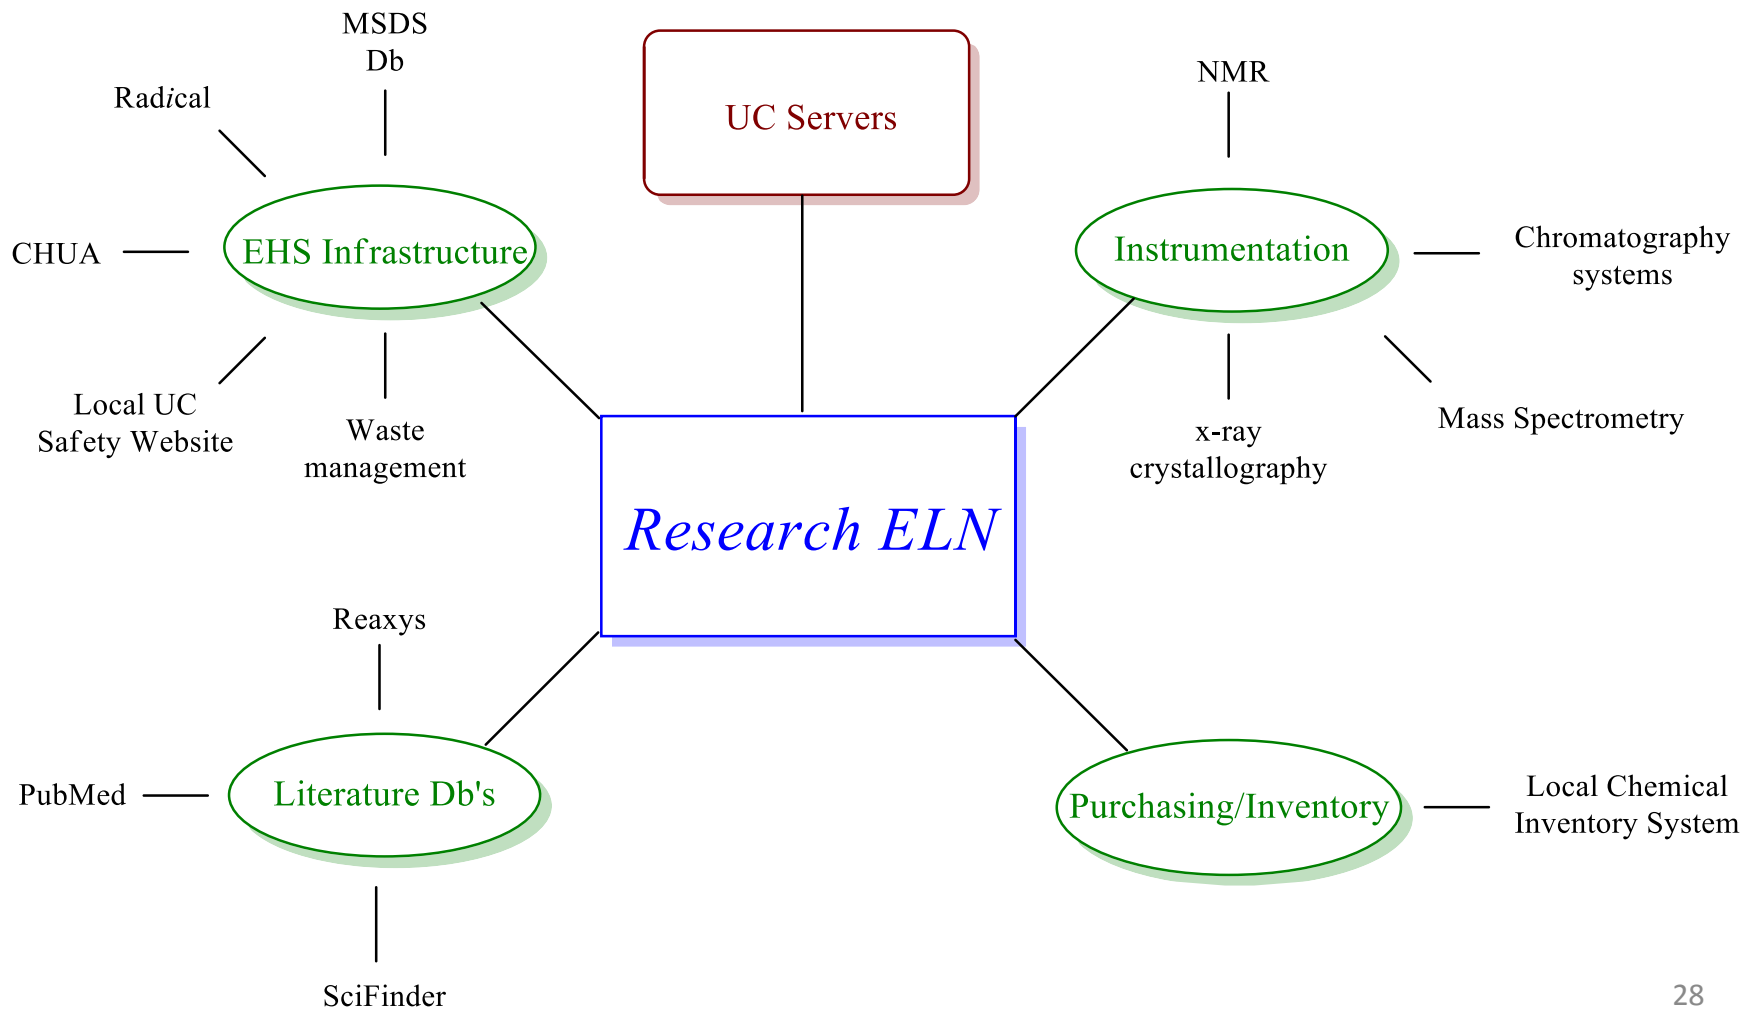 MSDS
Db
Radical
CHUA
EHS Infrastructure
Local UC
Safety Website
Waste
management
UC Servers
NMR
Instrumentation
Chromatography
systems
Mass Spectrometry
x-ray
crystallography
Research ELN
Reaxys
PubMed
Literature Db's
SciFinder
Purchasing/Inventory
Local Chemical
Inventory System
28